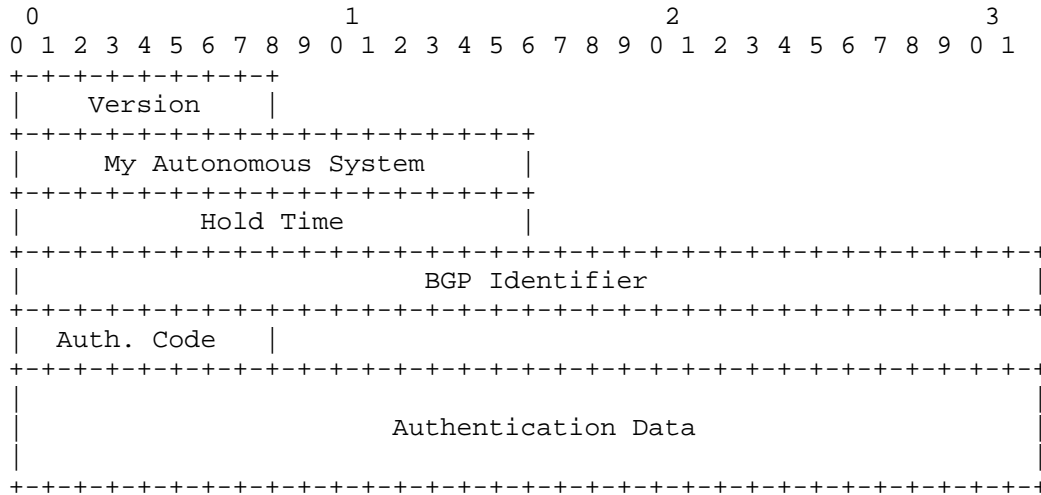 0                   1                   2                   3
0 1 2 3 4 5 6 7 8 9 0 1 2 3 4 5 6 7 8 9 0 1 2 3 4 5 6 7 8 9 0 1
+-+-+-+-+-+-+-+-+
|    Version    |
+-+-+-+-+-+-+-+-+-+-+-+-+-+-+-+-+
|     My Autonomous System      |
+-+-+-+-+-+-+-+-+-+-+-+-+-+-+-+-+
|           Hold Time           |
+-+-+-+-+-+-+-+-+-+-+-+-+-+-+-+-+-+-+-+-+-+-+-+-+-+-+-+-+-+-+-+-+
|                         BGP Identifier                        |
+-+-+-+-+-+-+-+-+-+-+-+-+-+-+-+-+-+-+-+-+-+-+-+-+-+-+-+-+-+-+-+-+
|  Auth. Code   |
+-+-+-+-+-+-+-+-+-+-+-+-+-+-+-+-+-+-+-+-+-+-+-+-+-+-+-+-+-+-+-+-+
|                                                               |
|                       Authentication Data                     |
|                                                               |
+-+-+-+-+-+-+-+-+-+-+-+-+-+-+-+-+-+-+-+-+-+-+-+-+-+-+-+-+-+-+-+-+